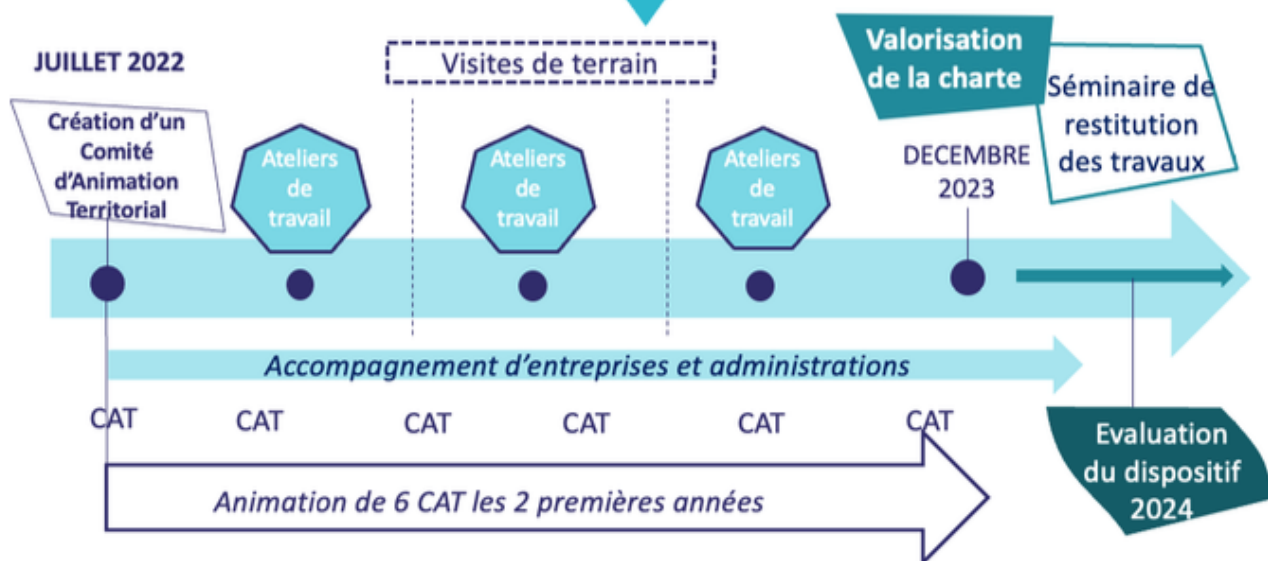 JUILLET 2022
Création d'un
Comité
d'Animation
Territorial
Visites de terrain
Ateliers
de
travail
Ateliers
de
travail
Ateliers
de
travail
Valorisation
de la charte
Séminaire de
restitution
des travaux
DECEMBRE
2023
Accompagnement d'entreprises et administrations
CAT CAT CAT CAT CAT CAT
Animation de 6 CAT les 2 premières années
Evaluation
du dispositif
2024